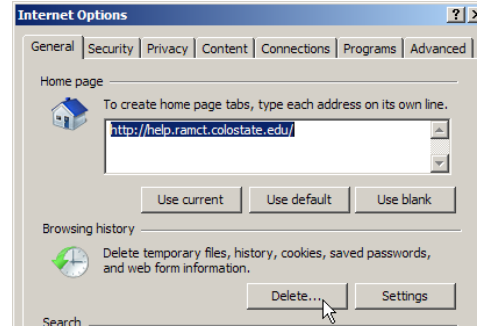 Internet Options
General Security Privacy Content Connections Programs Advanced
Home page
To create home page tabs, type each address on its own line.
http://help.ramct.colostate.edu/
Use current Use default Use blank
Browsing history
Delete temporary files, history, cookies, saved passwords,
and web form information.
Delete... Settings
Search